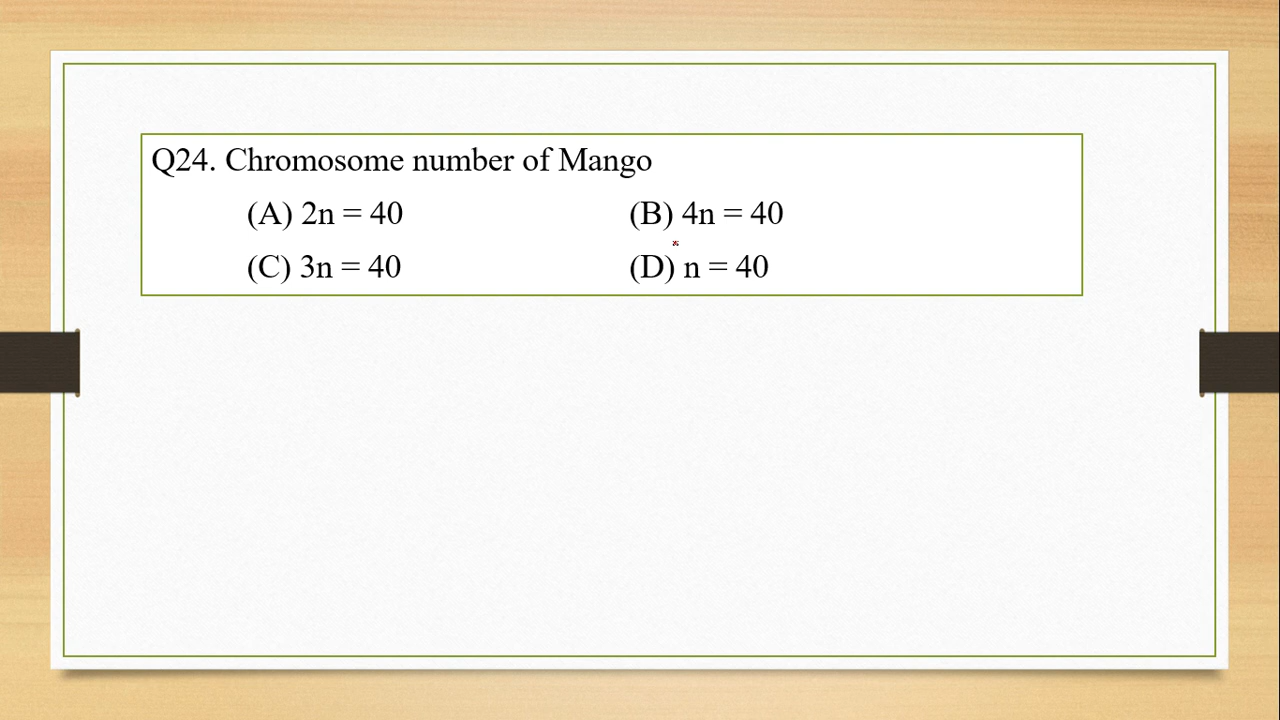 Q24. Chromosome number of Mango
(A) 2n = 40 (B) 4n = 40
(C) 3n = 40 (D) n = 40